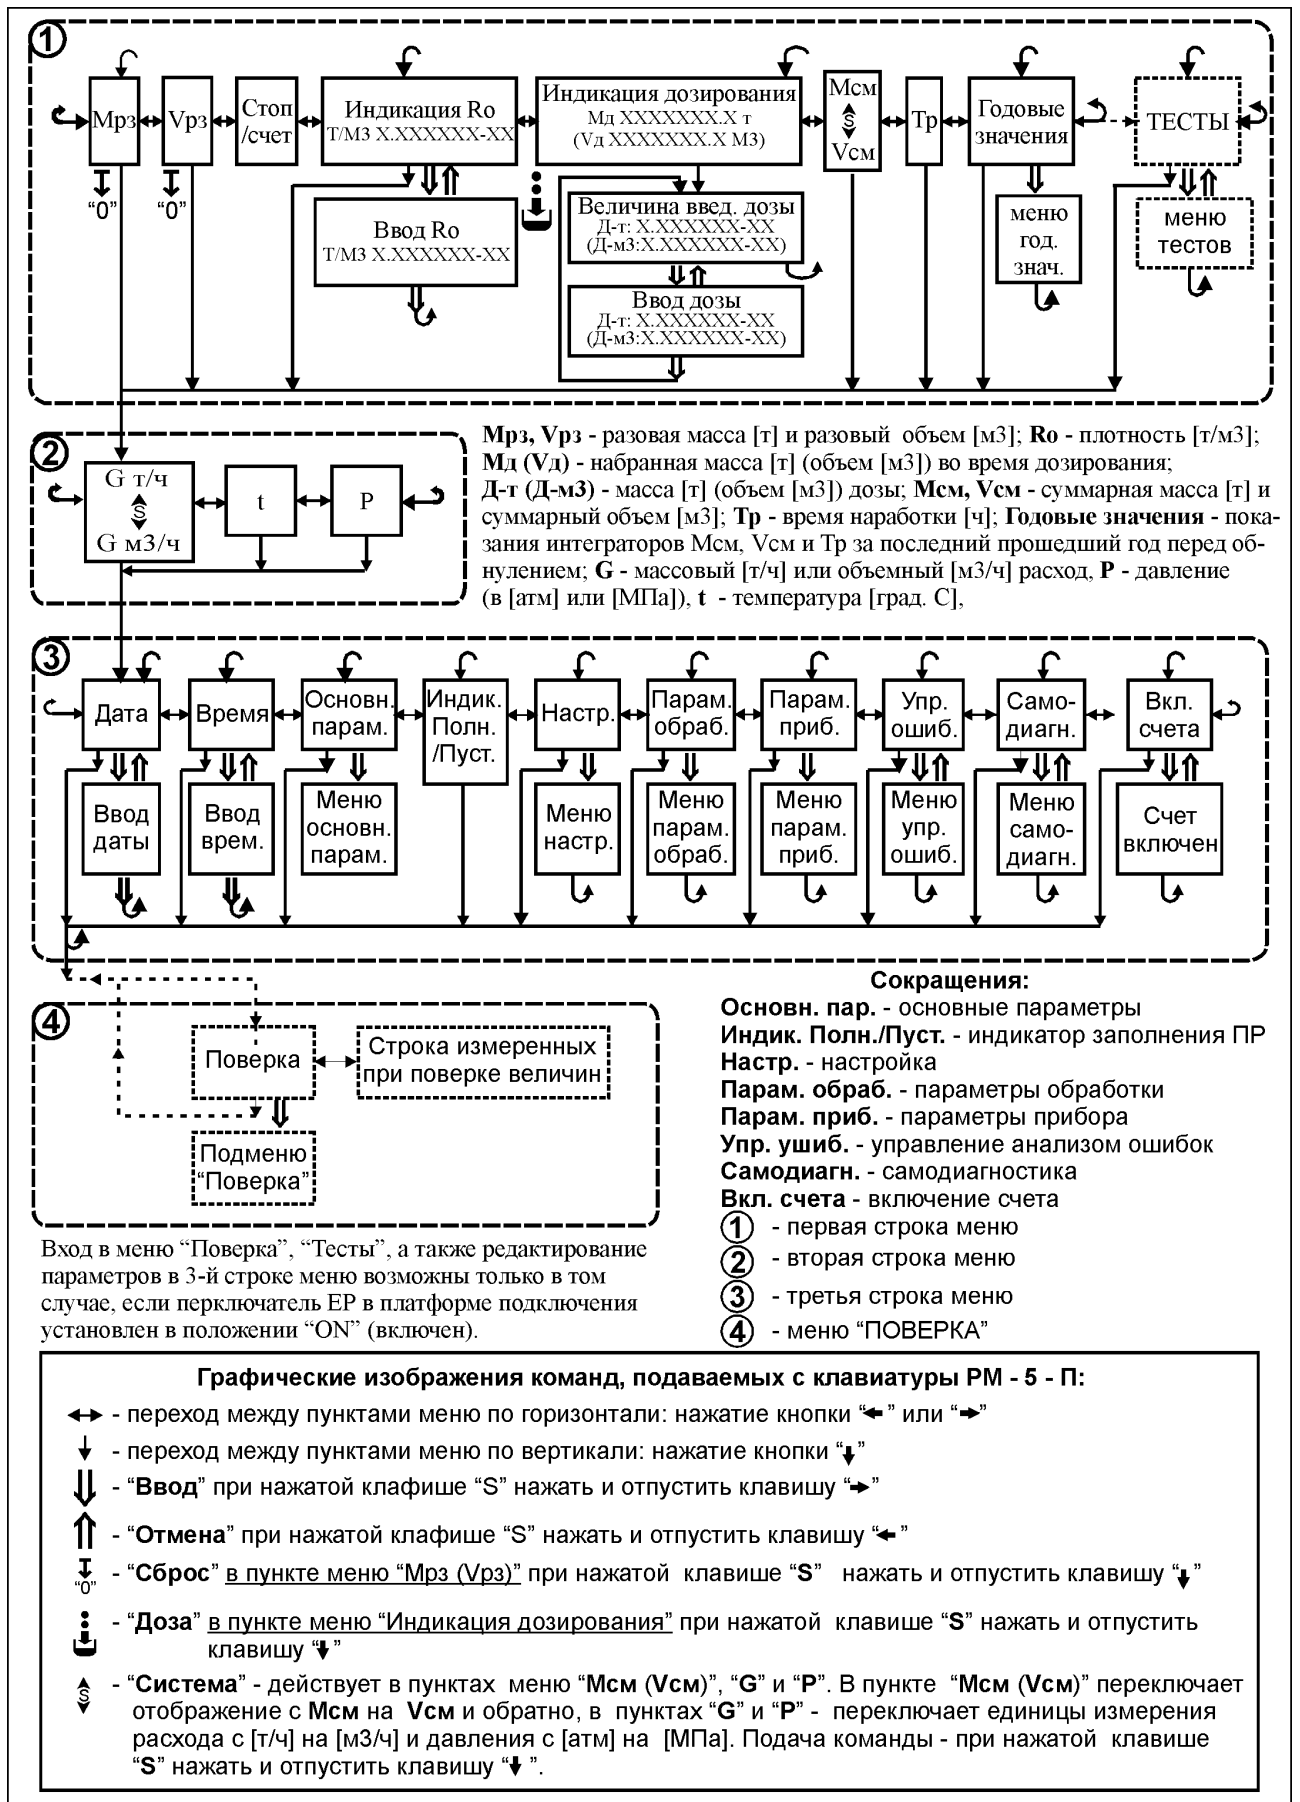 1
Мрз
Vрз
Стоп
/счет
Индикация Ro
Т/М3 X.XXXXXX-XX
Индикация дозирования
Мд XXXXXXX.X т
(Vд XXXXXXX.X М3)
Мсм
S
Vсм
Тр
Годовые
значения
ТЕСТЫ
“0”
“0”
Ввод Ro
Т/М3 X.XXXXXX-XX
Величина введ. дозы
Д-т: X.XXXXXX-XX
(Д-м3:X.XXXXXX-XX)
Ввод дозы
Д-т: X.XXXXXX-XX
(Д-м3:X.XXXXXX-XX)
меню
год.
знач.
меню
тестов
2
G т/ч
S
G м3/ч
t
P
Мрз, Vрз - разовая масса [т] и разовый объем [м3]; Ro - плотность [т/м3];
Мд (Vд) - набранная масса [т] (объем [м3]) во время дозирования;
Д-т (Д-м3) - масса [т] (объем [м3]) дозы; Мсм, Vсм - суммарная масса [т] и
суммарный объем [м3]; Тр - время наработки [ч]; Годовые значения - пока-
зания интеграторов Мсм, Vсм и Тр за последний прошедший год перед об-
нулением; G - массовый [т/ч] или объемный [м3/ч] расход, P - давление
(в [атм] или [МПа]), t - температура [град. С],
3
Дата
Время
Основн.
парам.
Индик.
Полн.
/Пуст.
Настр.
Парам.
обраб.
Парам.
приб.
Упр.
ошиб.
Само-
диагн.
Вкл.
счета
Ввод
даты
Ввод
врем.
Меню
основн.
парам.
Меню
настр.
Меню
парам.
обраб.
Меню
парам.
приб.
Меню
упр.
ошиб.
Меню
само-
диагн.
Счет
включен
4
Поверка
Строка измеренных
при поверке величин
Подменю
“Поверка”
Вход в меню “Поверка”, “Тесты”, а также редактирование
параметров в 3-й строке меню возможны только в том
случае, если перключатель EP в платформе подключения
установлен в положении “ON” (включен).
Сокращения:
Основн. пар. - основные параметры
Индик. Полн./Пуст. - индикатор заполнения ПР
Настр. - настройка
Парам. обраб. - параметры обработки
Парам. приб. - параметры прибора
Упр. ушиб. - управление анализом ошибок
Самодиагн. - самодиагностика
Вкл. счета - включение счета
1 - первая строка меню
2 - вторая строка меню
3 - третья строка меню
4 - меню “ПОВЕРКА”
Графические изображения команд, подаваемых с клавиатуры РМ - 5 - П:
↔ - переход между пунктами меню по горизонтали: нажатие кнопки “←” или “→”
↓ - переход между пунктами меню по вертикали: нажатие кнопки “↓”
⇓ - “Ввод” при нажатой клафише “S” нажать и отпустить клавишу “→”
⇑ - “Отмена” при нажатой клафише “S” нажать и отпустить клавишу “←”
“0” - “Сброс” в пункте меню “Мрз (Vрз)” при нажатой клавише “S” нажать и отпустить клавишу “↓”
- “Доза” в пункте меню “Индикация дозирования” при нажатой клавише “S” нажать и отпустить
клавишу “↓”
S - “Система” - действует в пунктах меню “Мсм (Vсм)”, “G” и “P”. В пункте “Мсм (Vсм)” переключает
отображение с Мсм на Vсм и обратно, в пунктах “G” и “P” - переключает единицы измерения
расхода с [т/ч] на [м3/ч] и давления с [атм] на [МПа]. Подача команды - при нажатой клавише
“S” нажать и отпустить клавишу “↓”.